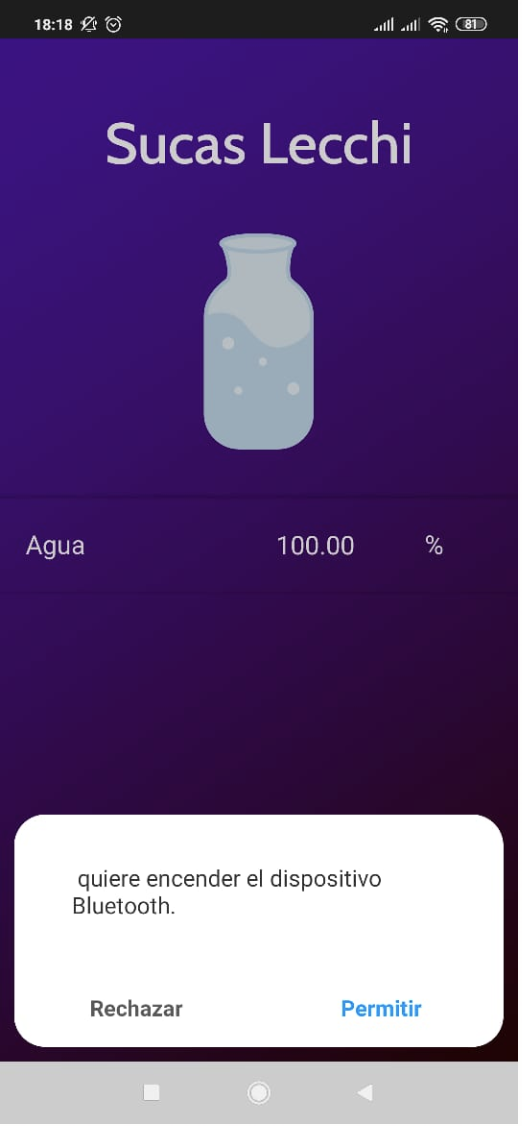 18:18
81
Sucas Lecchi
Agua 100.00 %
quiere encender el dispositivo
Bluetooth.
Rechazar Permitir